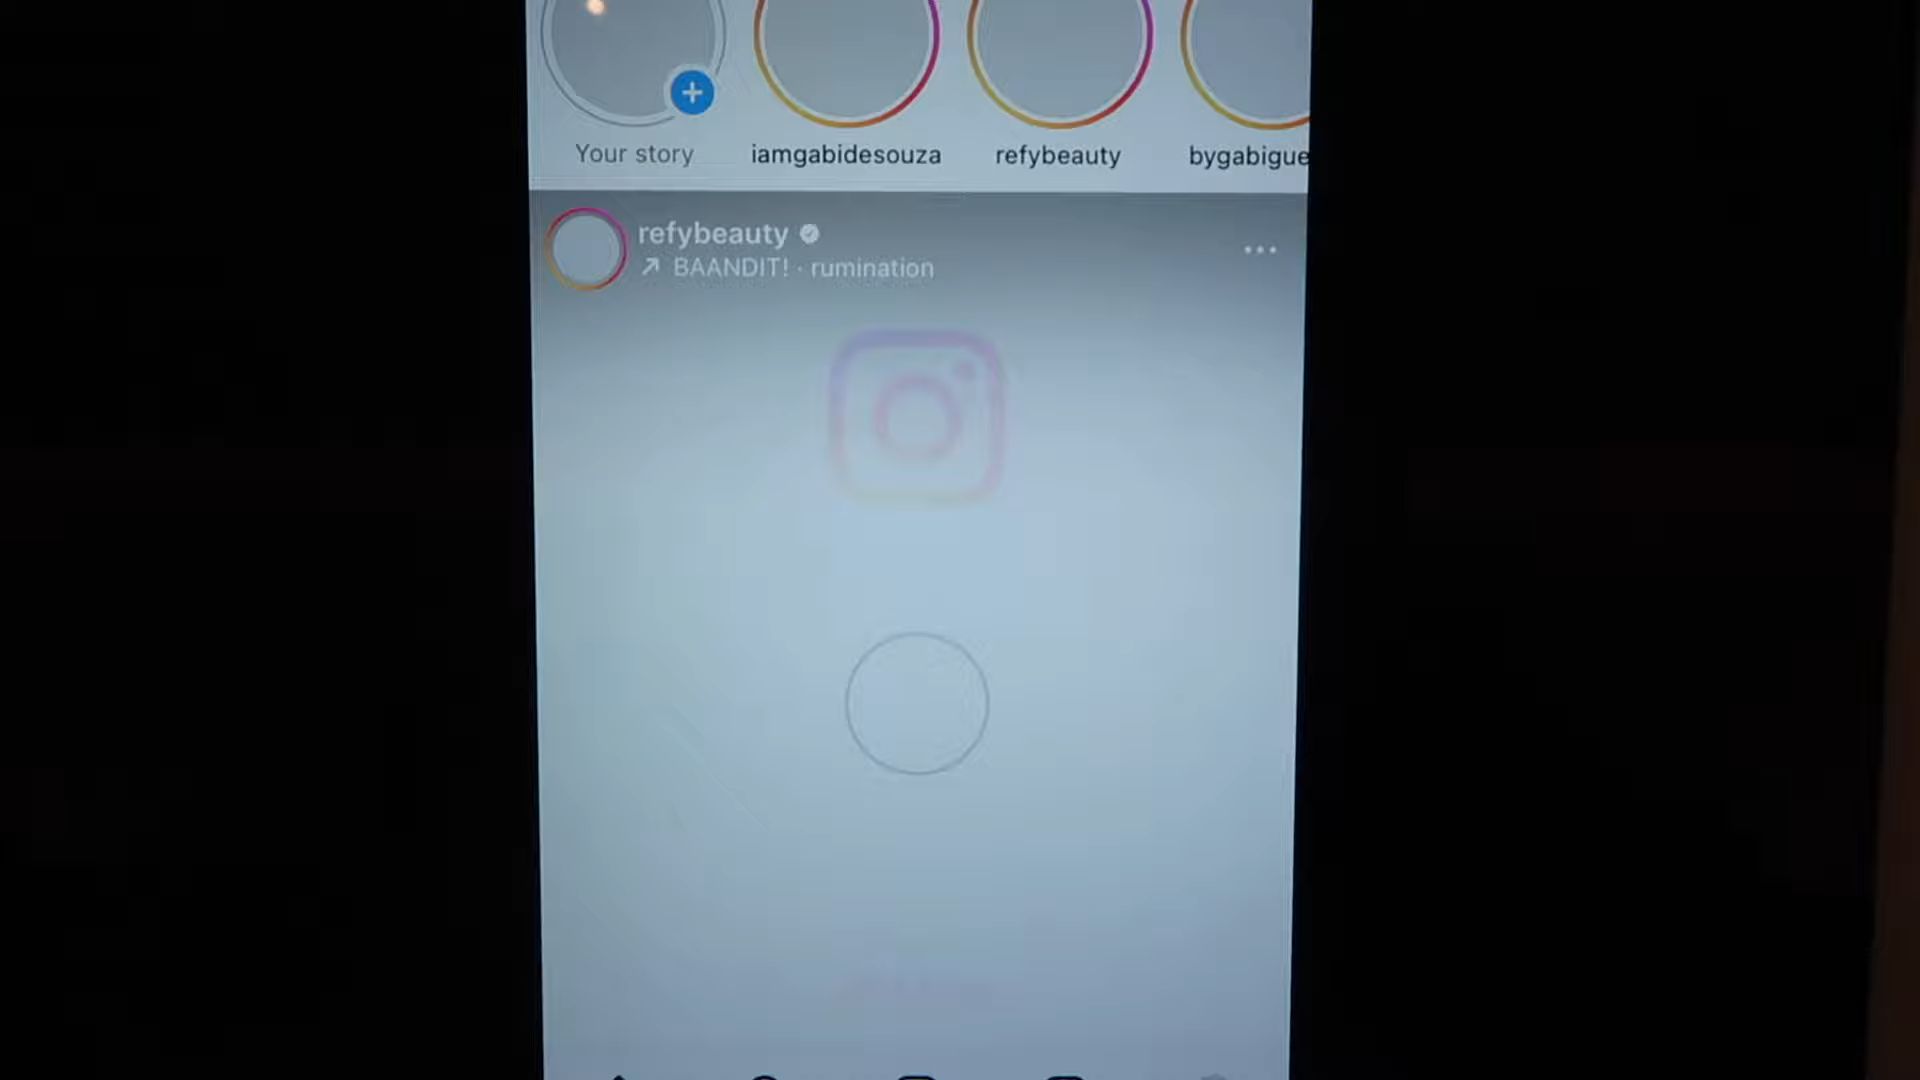 Your story
iamgabidesouza
refybeauty
bygabigue
refybeauty
BAANDIT! · rumination